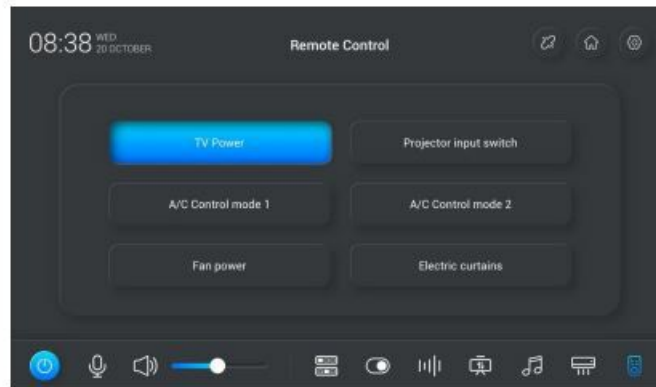 08:38 WED
20 OCTOBER
Remote Control
TV Power
Projector input switch
A/C Control mode 1
A/C Control mode 2
Fan power
Electric curtains